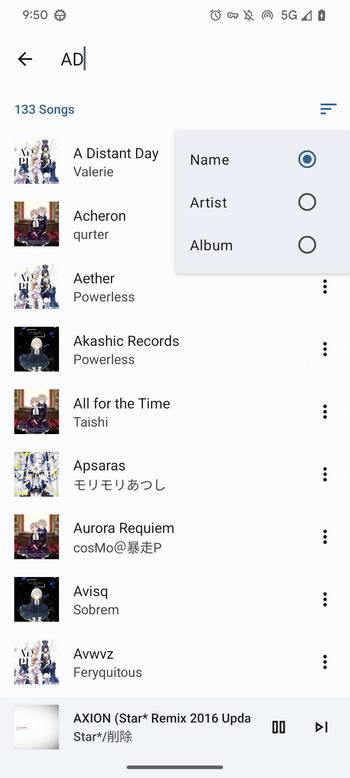 9:50
5G
AD
133 Songs
Name
Artist
Album
A Distant Day
Valerie
Acheron
qurter
Aether
Powerless
Akashic Records
Powerless
All for the Time
Taishi
Apsaras
モリモリあつし
Aurora Requiem
cosMo＠暴走P
Avisq
Sobrem
Avwvz
Feryquitous
AXION (Star* Remix 2016 Upda
Star*/削除